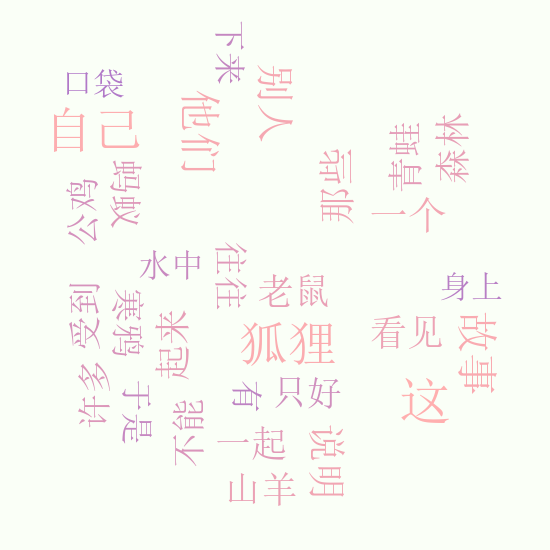 下来
口袋
别人
自己
他们
青蛙
森林
蚂蚁
公鸡
那些
一个
水中
往往
老鼠
身上
受到
寒鸦
起来
狐狸
看见
故事
许多
于是
不能
有
只好
这
一起
说明
山羊